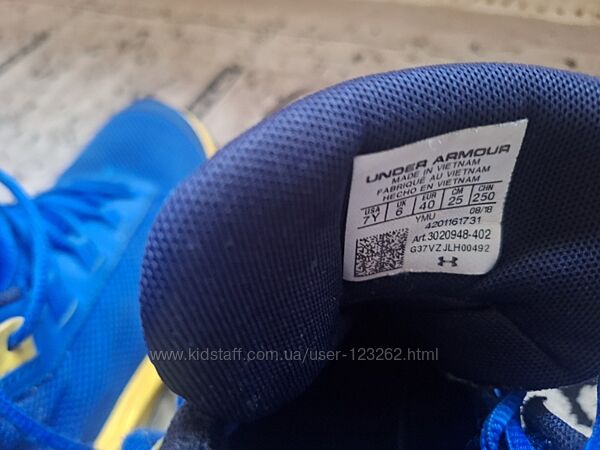 UNDER ARMOUR
MADE IN VIETNAM
FABRIQUÉ AU VIETNAM
HECHO EN VIETNAM
USA UK EUR CM CHN
7Y 6 40 25 250
YMU 08/18
4201161731
Art.3020948-402
G37VZJLH00492
www.kidstaff.com.ua/user-123262.html